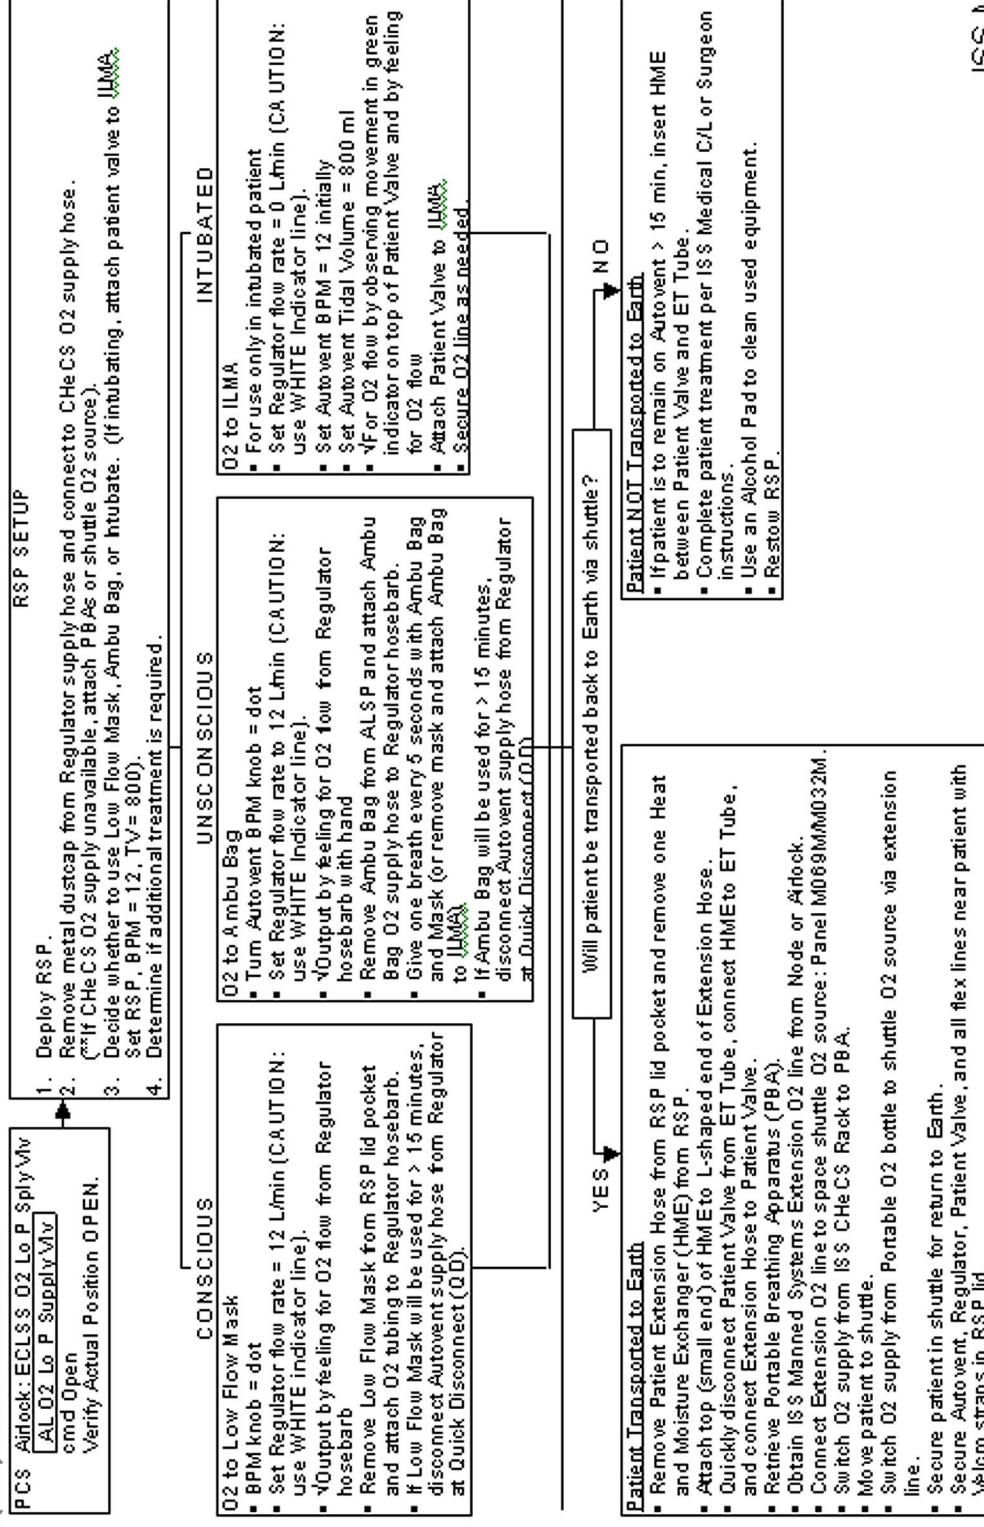 PCS Airlock: ECLSS O2 Lo P Sply Vlv
AL O2 Lo P Supply Vlv
cmd Open
Verify Actual Position OPEN.
RSP SETUP
1. Deploy RSP.
2. Remove metal dustcap from Regulator supply hose and connect to CHeCS O2 supply hose.
(**If CHeCS O2 supply unavailable, attach PBAs or shuttle O2 source).
3. Decide whether to use Low Flow Mask, Ambu Bag, or Intubate. (If intubating, attach patient valve to ILMA.
Set RSP, BPM = 12, TV = 800).
4. Determine if additional treatment is required.
CONSCIOUS
O2 to Low Flow Mask
▪ BPM knob = dot
▪ Set Regulator flow rate = 12 L/min (CAUTION:
use WHITE indicator line).
▪ √Output by feeling for O2 flow from Regulator
hosebarb
▪ Remove Low Flow Mask from RSP lid pocket
and attach O2 tubing to Regulator hosebarb.
▪ If Low Flow Mask will be used for > 15 minutes,
disconnect Autovent supply hose from Regulator
at Quick Disconnect (QD).
UNSCONSCIOUS
O2 to Ambu Bag
▪ Turn Autovent BPM knob = dot
▪ Set Regulator flow rate to 12 L/min (CAUTION:
use WHITE Indicator line).
▪ √Output by feeling for O2 flow from Regulator
hosebarb with hand
▪ Remove Ambu Bag from ALSP and attach Ambu
Bag O2 supply hose to Regulator hosebarb.
▪ Give one breath every 5 seconds with Ambu Bag
and Mask (or remove mask and attach Ambu Bag
to ILMA).
▪ If Ambu Bag will be used for > 15 minutes,
disconnect Autovent supply hose from Regulator
at Quick Disconnect (QD)
INTUBATED
O2 to ILMA
▪ For use only in intubated patient
▪ Set Regulator flow rate = 0 L/min (CAUTION:
use WHITE Indicator line).
▪ Set Autovent BPM = 12 initially
▪ Set Autovent Tidal Volume = 800 ml
▪ √For O2 flow by observing movement in green
indicator on top of Patient Valve and by feeling
for O2 flow
▪ Attach Patient Valve to ILMA.
▪ Secure O2 line as needed.
Will patient be transported back to Earth via shuttle?
YES
NO
Patient Transported to Earth
▪ Remove Patient Extension Hose from RSP lid pocket and remove one Heat
and Moisture Exchanger (HME) from RSP.
▪ Attach top (small end) of HME to L-shaped end of Extension Hose.
▪ Quickly disconnect Patient Valve from ET Tube, connect HME to ET Tube,
and connect Extension Hose to Patient Valve.
▪ Retrieve Portable Breathing Apparatus (PBA).
▪ Obtain ISS Manned Systems Extension O2 line from Node or Airlock.
▪ Connect Extension O2 line to space shuttle O2 source: Panel M069M/M032M.
▪ Switch O2 supply from ISS CHeCS Rack to PBA.
▪ Move patient to shuttle.
▪ Switch O2 supply from Portable O2 bottle to shuttle O2 source via extension
line.
▪ Secure patient in shuttle for return to Earth.
▪ Secure Autovent, Regulator, Patient Valve, and all flex lines near patient with
Velcro straps in RSP lid
Patient NOT Transported to Earth
▪ If patient is to remain on Autovent > 15 min, insert HME
between Patient Valve and ET Tube.
▪ Complete patient treatment per ISS Medical C/L or Surgeon
instructions.
▪ Use an Alcohol Pad to clean used equipment.
▪ Restow RSP.
ISS